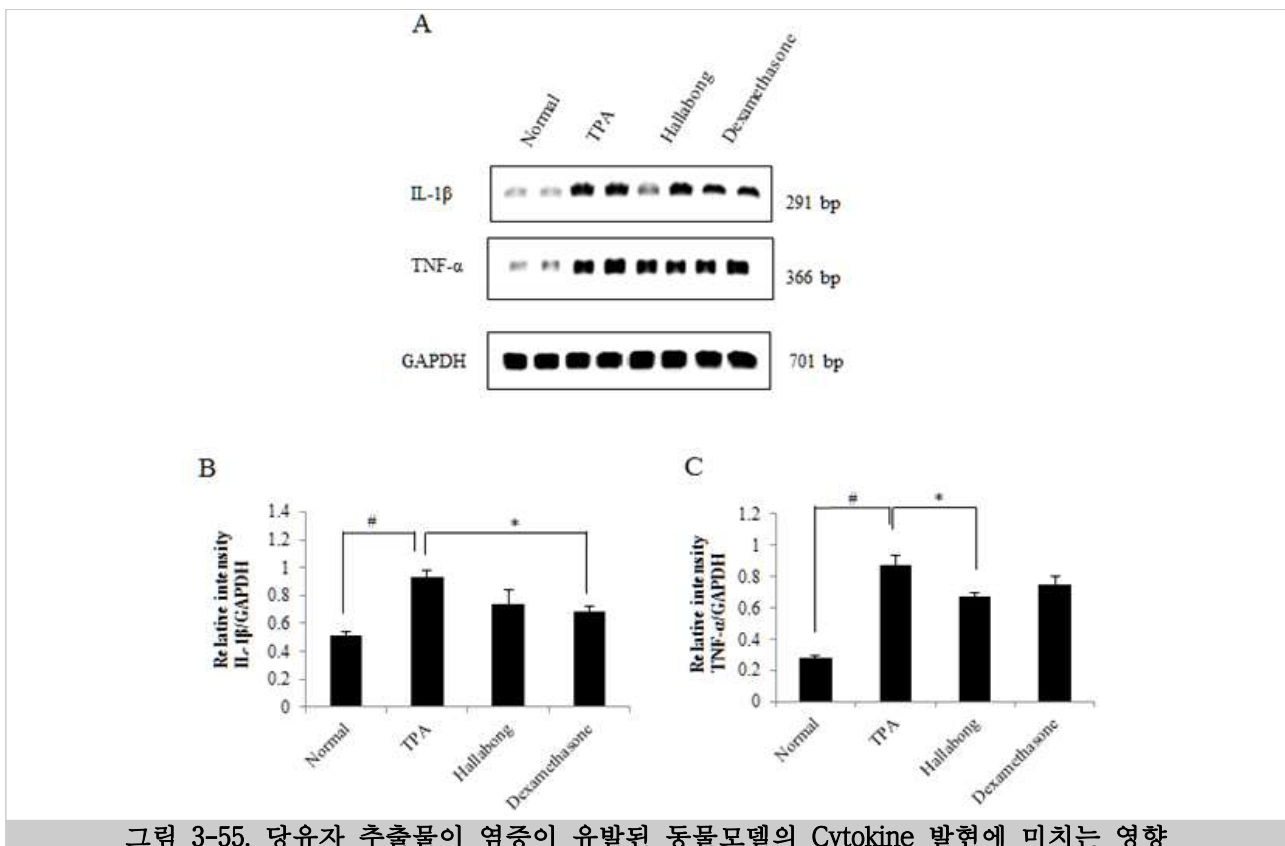 A
Normal
TPA
Hallabong
Dexamethasone
IL-1β
291 bp
TNF-α
366 bp
GAPDH
701 bp
B
Relative intensity
IL-1β/GAPDH
1.4
1.2
1
0.8
0.6
0.4
0.2
0
#
*
Normal
TPA
Hallabong
Dexamethasone
C
Relative intensity
TNF-α/GAPDH
1.2
1
0.8
0.6
0.4
0.2
0
#
*
Normal
TPA
Hallabong
Dexamethasone
그림 3-55. 당유자 추출물이 염증이 유발된 동물모델의 Cytokine 발현에 미치는 영향